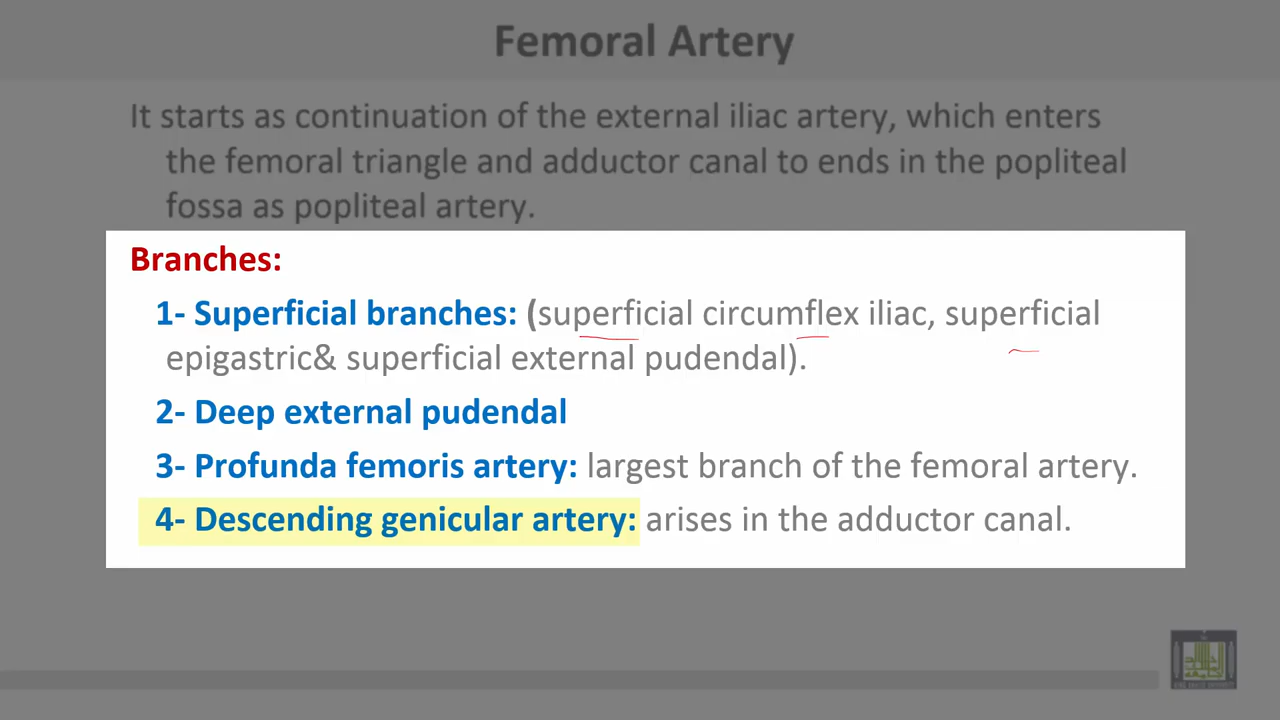 Femoral Artery
It starts as continuation of the external iliac artery, which enters
the femoral triangle and adductor canal to ends in the popliteal
fossa as popliteal artery.
Branches:
1- Superficial branches: (superficial circumflex iliac, superficial
epigastric& superficial external pudendal).
2- Deep external pudendal
3- Profunda femoris artery: largest branch of the femoral artery.
4- Descending genicular artery: arises in the adductor canal.